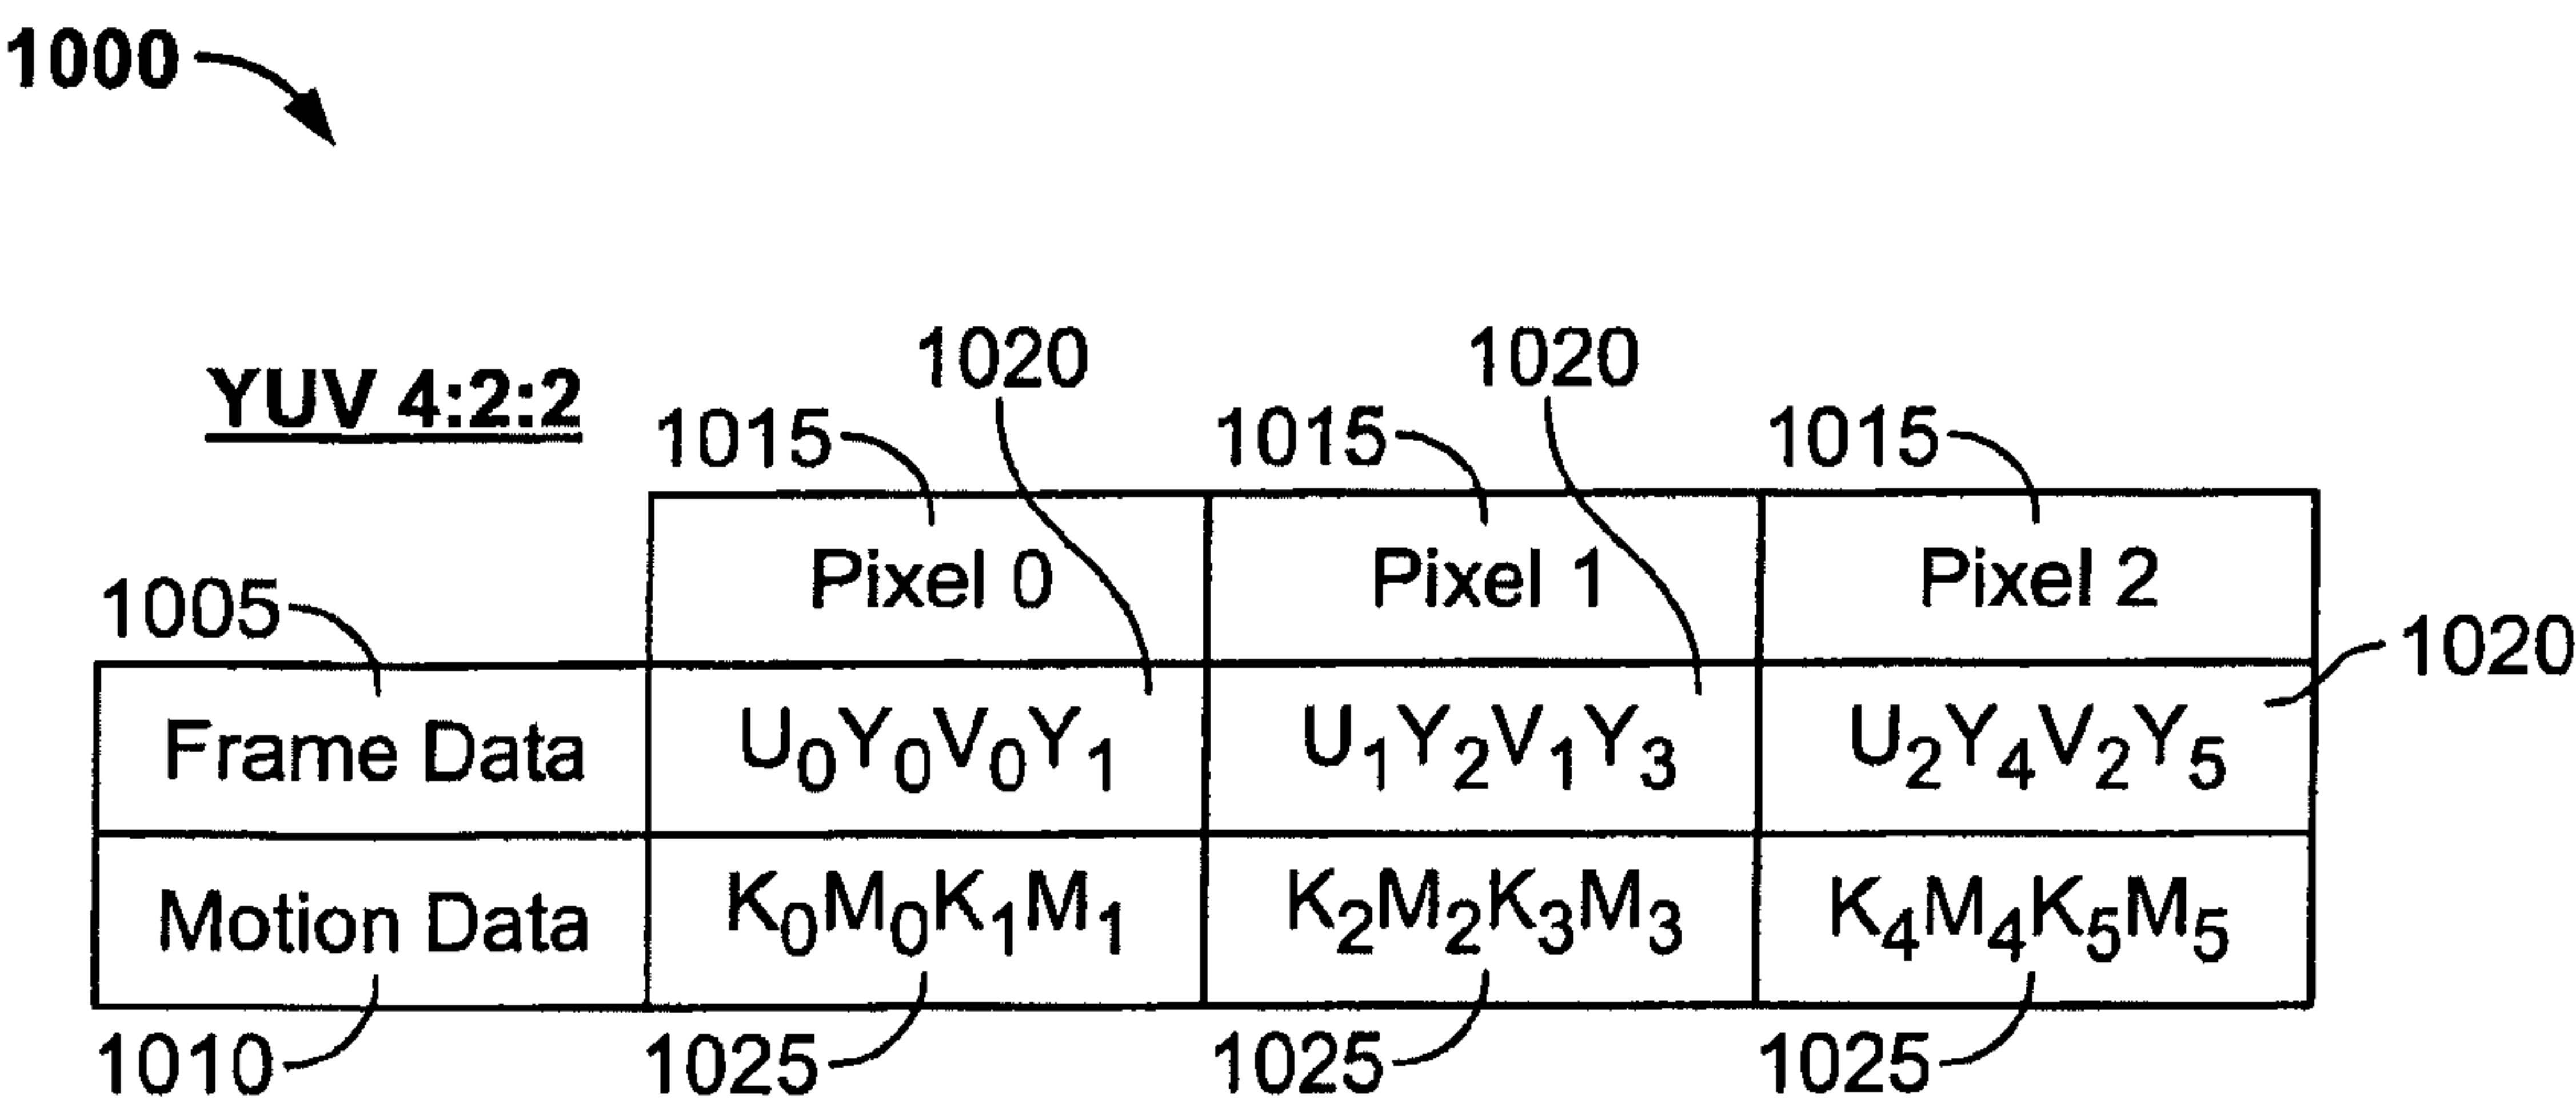 1000
1020 1020
YUV 4:2:2
1015 1015 1015
Pixel 0 Pixel 1 Pixel 2
1005
1020
Frame Data U₀Y₀V₀Y₁ U₁Y₂V₁Y₃ U₂Y₄V₂Y₅
Motion Data K₀M₀K₁M₁ K₂M₂K₃M₃ K₄M₄K₅M₅
1010 1025 1025 1025